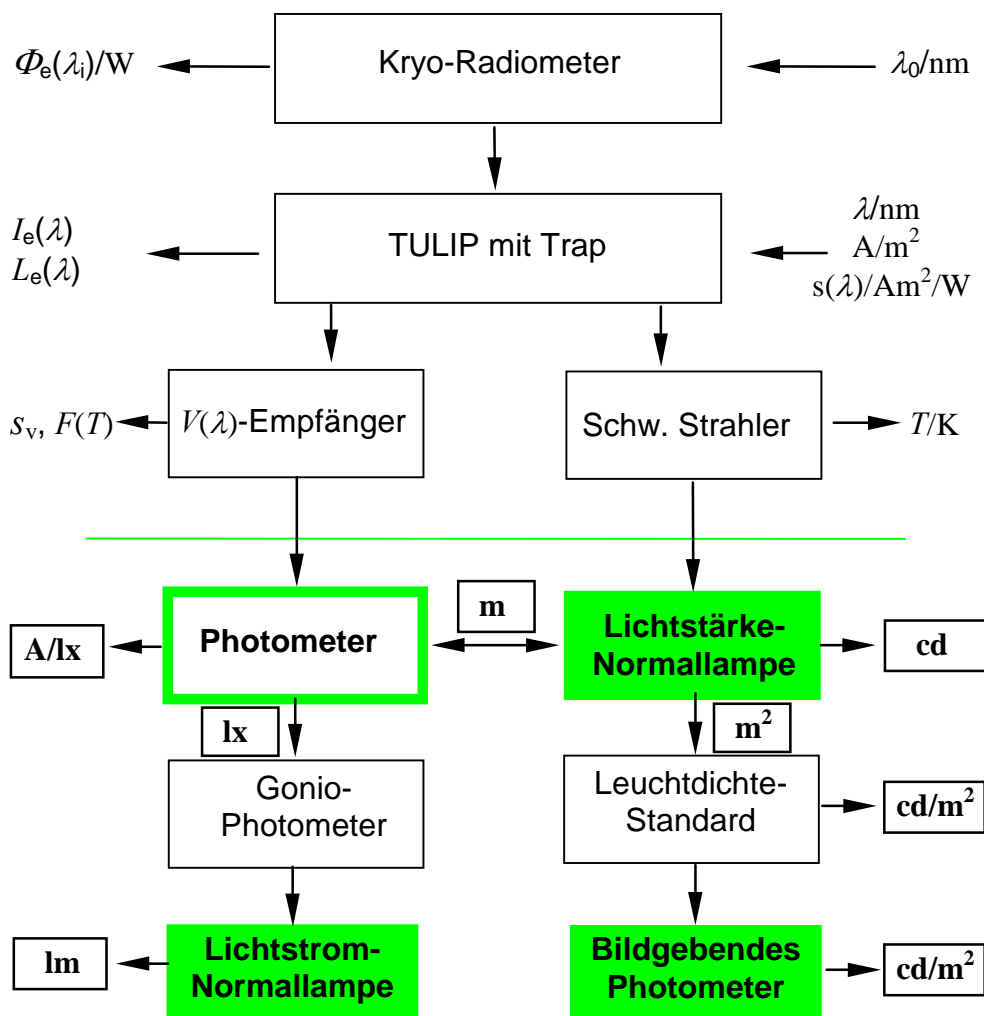 Φe(λi)/W
Kryo-Radiometer
λ0/nm
Ie(λ)
Le(λ)
TULIP mit Trap
λ/nm
A/m²
s(λ)/Am²/W
sv, F(T)
V(λ)-Empfänger
Schw. Strahler
T/K
A/lx
Photometer
m
Lichtstärke-
Normallampe
cd
lx
m²
Gonio-
Photometer
Leuchtdichte-
Standard
cd/m²
lm
Lichtstrom-
Normallampe
Bildgebendes
Photometer
cd/m²